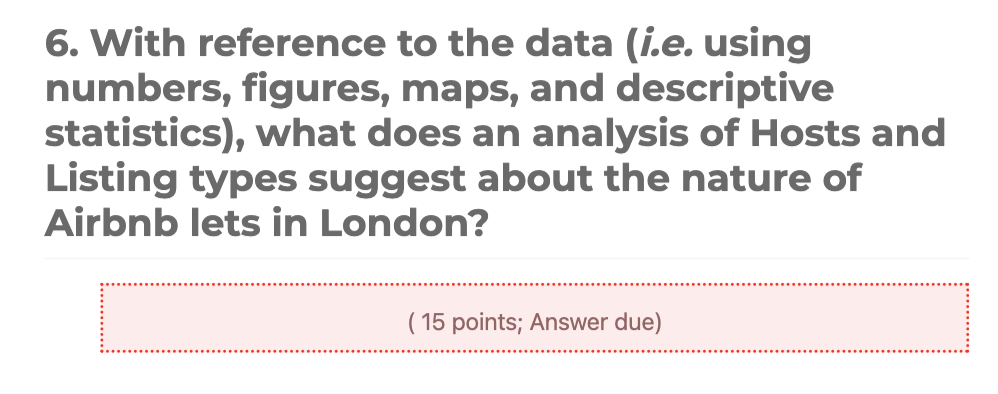 6. With reference to the data (i.e. using
numbers, figures, maps, and descriptive
statistics), what does an analysis of Hosts and
Listing types suggest about the nature of
Airbnb lets in London?
( 15 points; Answer due)